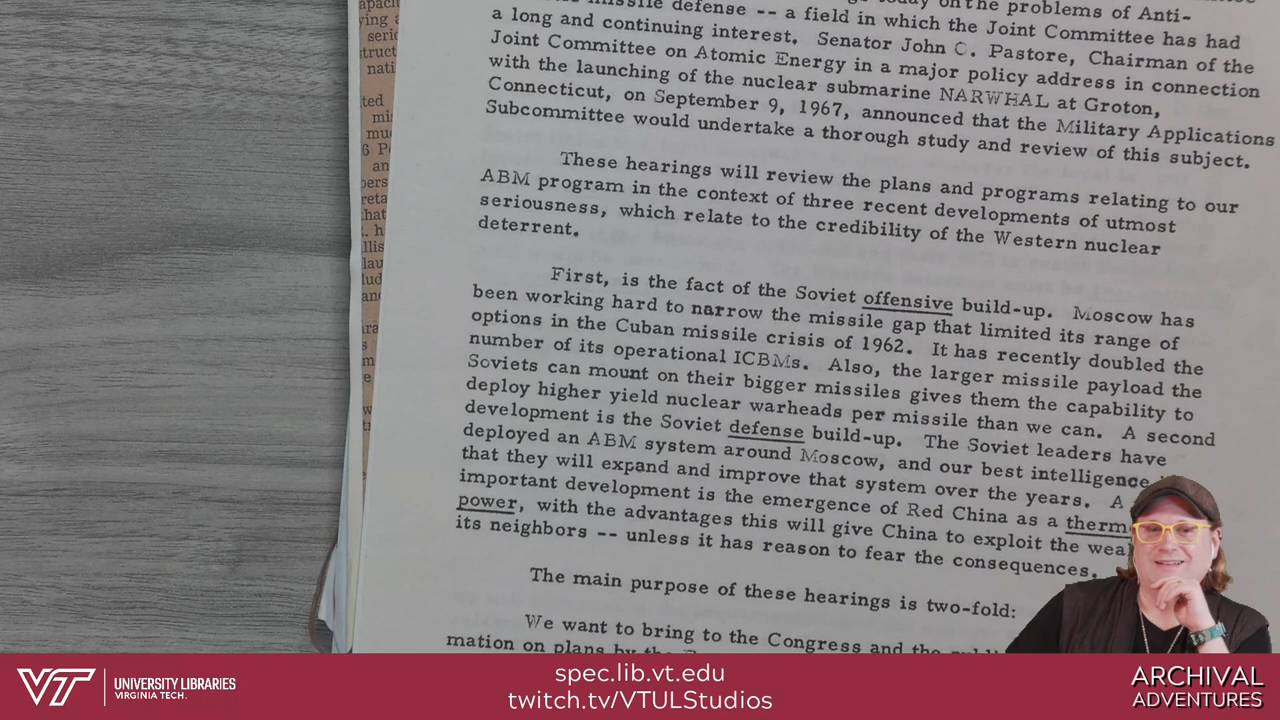 today on the problems of Anti-
missile defense -- a field in which the Joint Committee has had
a long and continuing interest. Senator John O. Pastore, Chairman of the
Joint Committee on Atomic Energy in a major policy address in connection
with the launching of the nuclear submarine NARWHAL at Groton,
Connecticut, on September 9, 1967, announced that the Military Applications
Subcommittee would undertake a thorough study and review of this subject.
These hearings will review the plans and programs relating to our
ABM program in the context of three recent developments of utmost
seriousness, which relate to the credibility of the Western nuclear
deterrent.
First, is the fact of the Soviet offensive build-up. Moscow has
been working hard to narrow the missile gap that limited its range of
options in the Cuban missile crisis of 1962. It has recently doubled the
number of its operational ICBMs. Also, the larger missile payload the
Soviets can mount on their bigger missiles gives them the capability to
deploy higher yield nuclear warheads per missile than we can. A second
development is the Soviet defense build-up. The Soviet leaders have
deployed an ABM system around Moscow, and our best intelligence
that they will expand and improve that system over the years. A
important development is the emergence of Red China as a
power, with the advantages this will give China to exploit the
its neighbors -- unless it has reason to fear the consequences.
The main purpose of these hearings is two-fold:
We want to bring to the Congress and the
mation on plans by the
VT UNIVERSITY LIBRARIES
VIRGINIA TECH.
spec.lib.vt.edu
twitch.tv/VTULStudios
ARCHIVAL
ADVENTURES